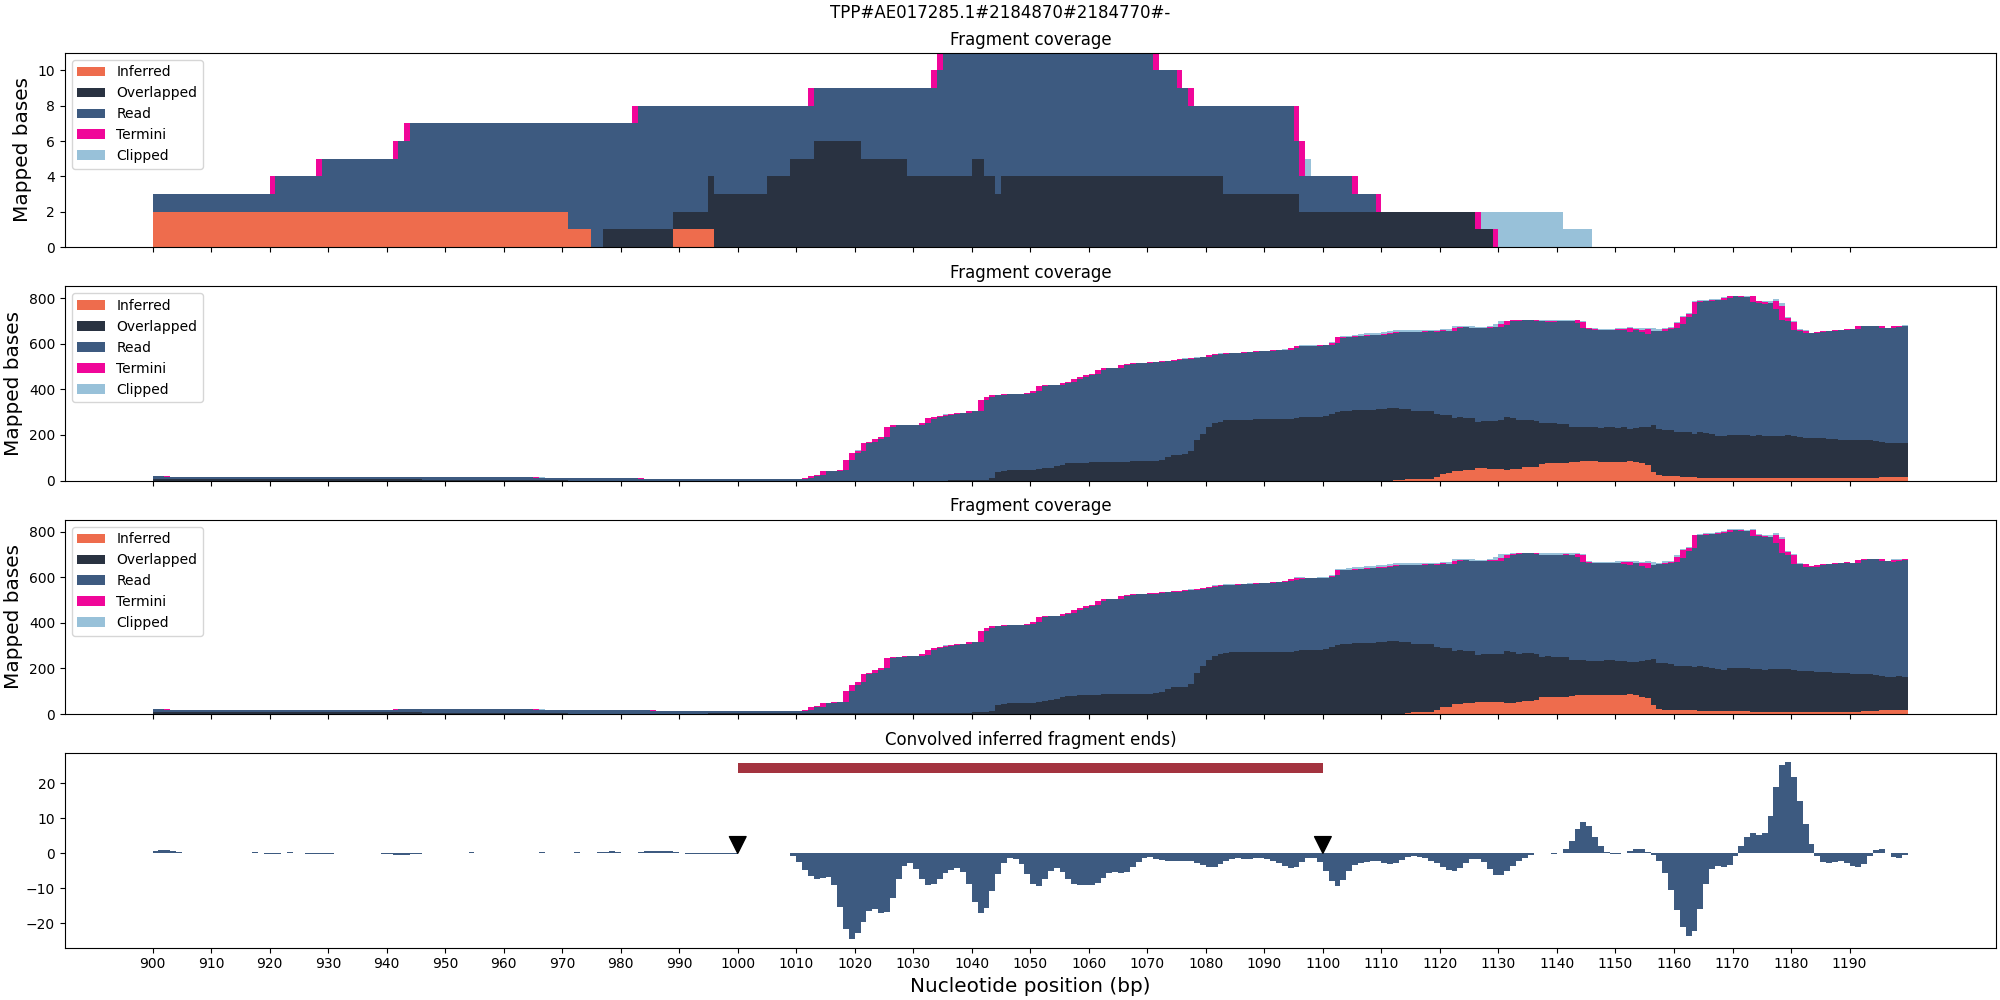 TPP#AE017285.1#2184870#2184770#-
Fragment coverage
Mapped bases
10
8
6
4
2
0
Inferred
Overlapped
Read
Termini
Clipped
Fragment coverage
Mapped bases
800
600
400
200
0
Inferred
Overlapped
Read
Termini
Clipped
Fragment coverage
Mapped bases
800
600
400
200
0
Inferred
Overlapped
Read
Termini
Clipped
Convolved inferred fragment ends)
20
10
0
−10
−20
900 910 920 930 940 950 960 970 980 990 1000 1010 1020 1030 1040 1050 1060 1070 1080 1090 1100 1110 1120 1130 1140 1150 1160 1170 1180 1190
Nucleotide position (bp)